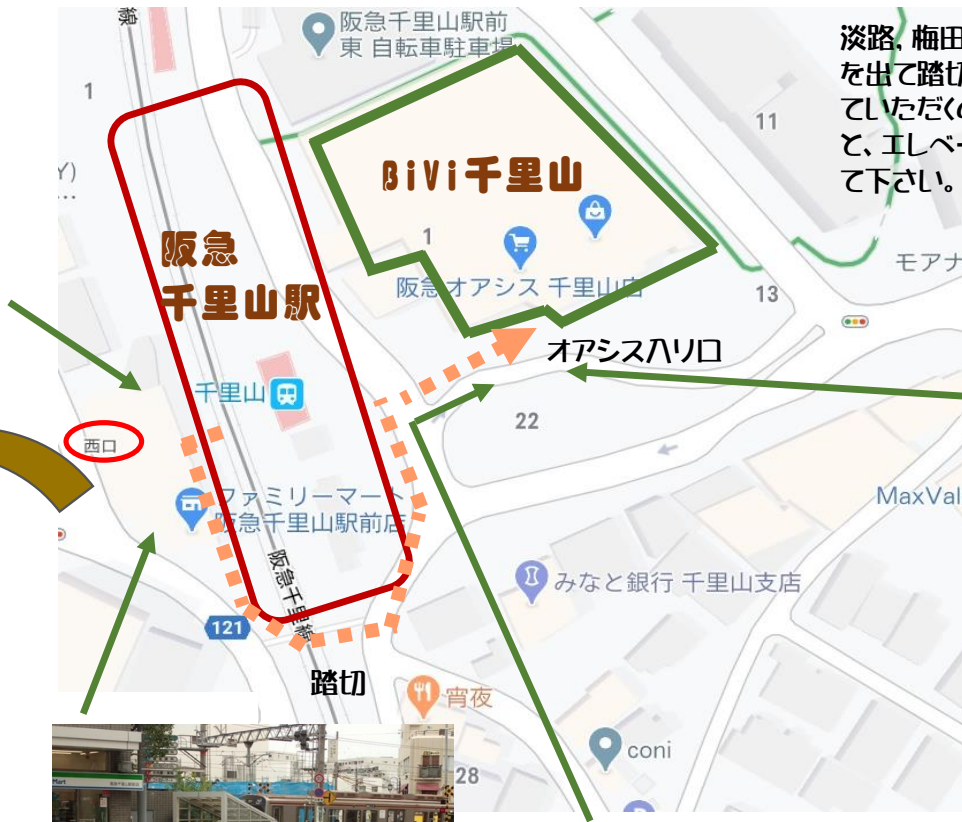 線
阪急千里山駅前
東 自転車駐車場
淡路, 梅田
を出て踏切
ていただく
と、エレベー
て下さい。
1
11
Y)
BiVi千里山
阪急
千里山駅
1
阪急オアシス 千里山店
モアナ
13
オアシス入り口
千里山
22
西口
ファミリーマート
阪急千里山駅前店
MaxVal
阪急千里線
みなと銀行 千里山支店
121
踏切
宵夜
coni
28
Mart